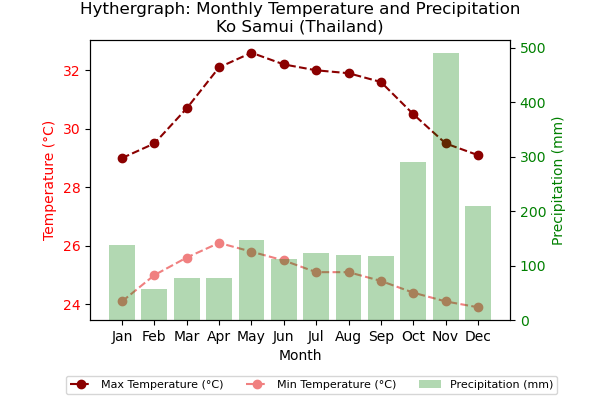 Hythergraph: Monthly Temperature and Precipitation
Ko Samui (Thailand)
Temperature (°C)
32
30
28
26
24
500
400
300
200
100
0
Precipitation (mm)
Jan Feb Mar Apr May Jun Jul Aug Sep Oct Nov Dec
Month
Max Temperature (°C) Min Temperature (°C) Precipitation (mm)